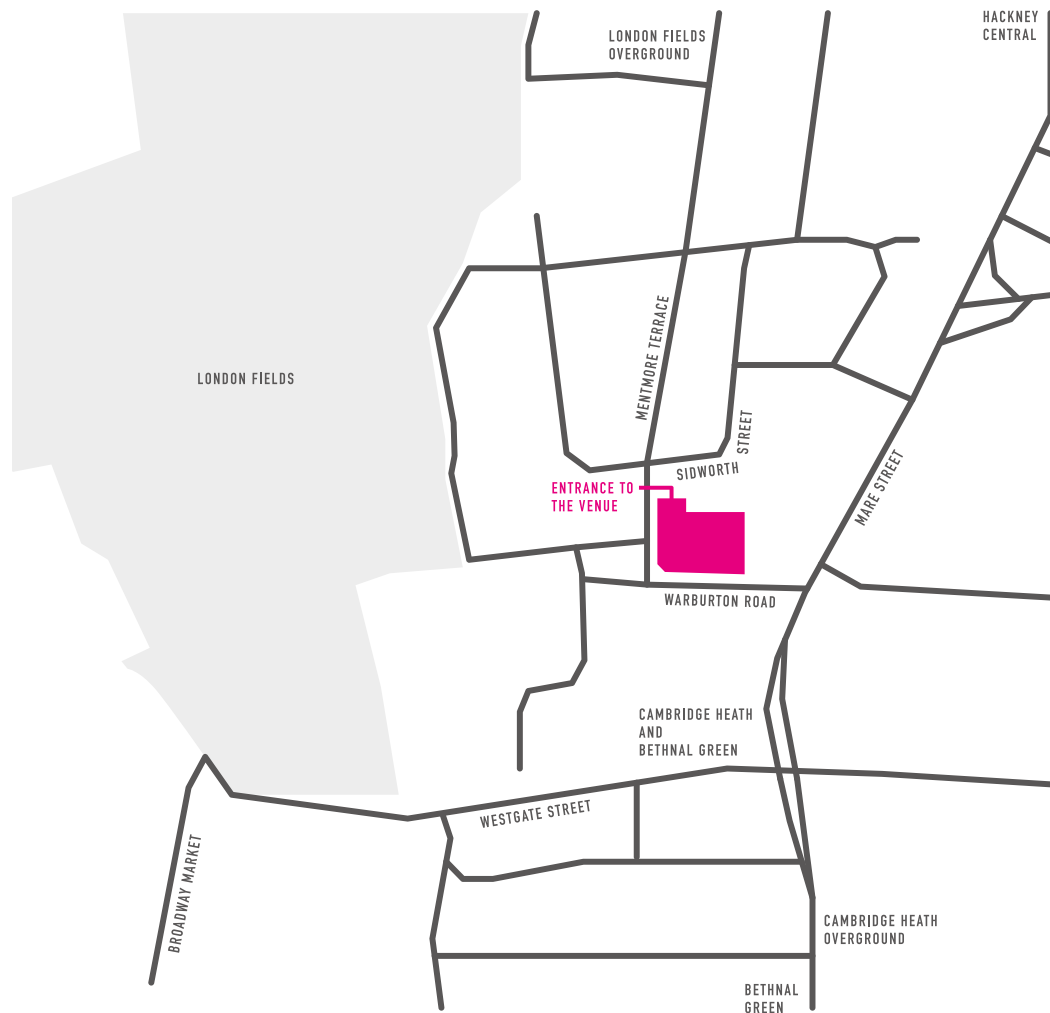 HACKNEY
CENTRAL
LONDON FIELDS
OVERGROUND
MENTMORE TERRACE
LONDON FIELDS
STREET
SIDWORTH
MARE STREET
ENTRANCE TO
THE VENUE
WARBURTON ROAD
CAMBRIDGE HEATH
AND
BETHNAL GREEN
WESTGATE STREET
BROADWAY MARKET
CAMBRIDGE HEATH
OVERGROUND
BETHNAL
GREEN